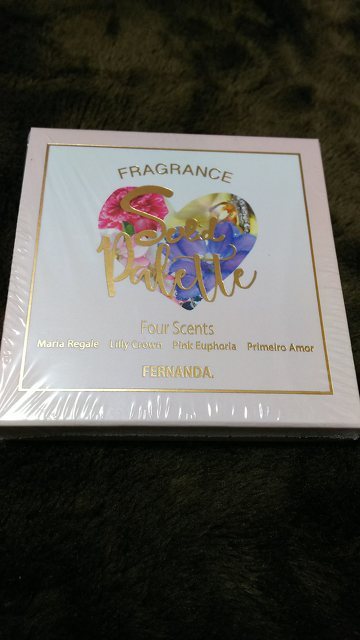 FRAGRANCE
Solid
Palette
Four Scents
Maria Regale Lilly Crown Pink Euphoria Primeiro Amor
FERNANDA.